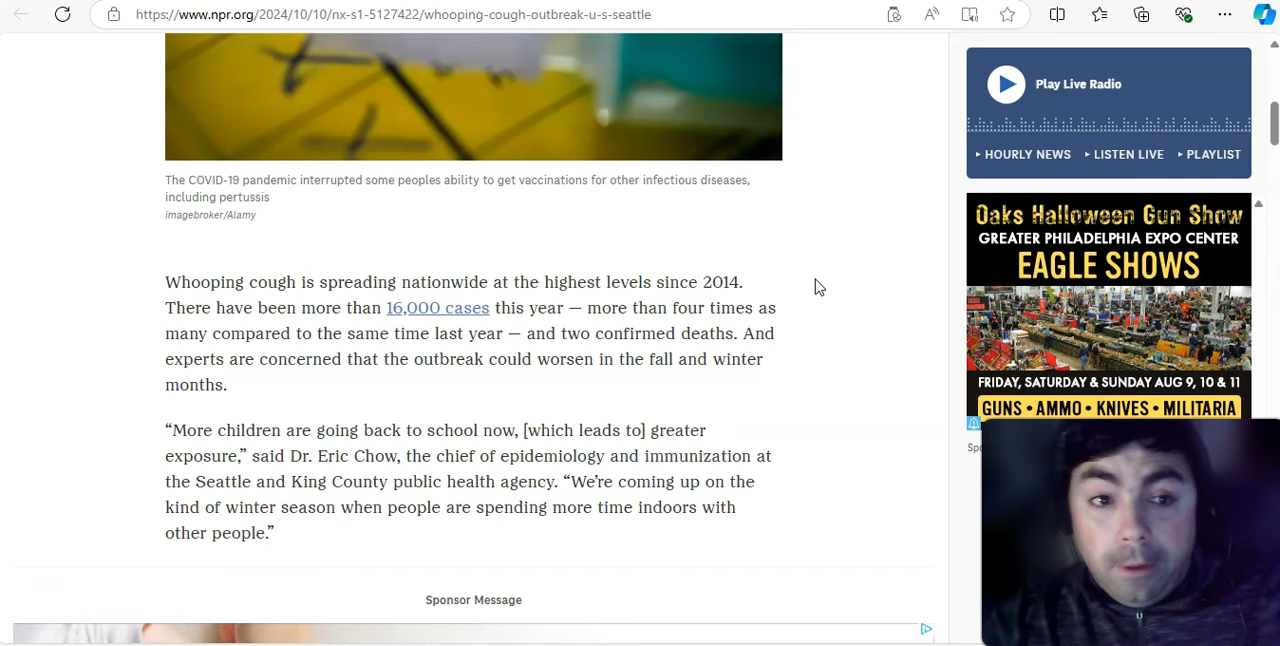 https://www.npr.org/2024/10/10/nx-s1-5127422/whooping-cough-outbreak-u-s-seattle
The COVID-19 pandemic interrupted some peoples ability to get vaccinations for other infectious diseases,
including pertussis
imagebroker/Alamy
Whooping cough is spreading nationwide at the highest levels since 2014.
There have been more than 16,000 cases this year — more than four times as
many compared to the same time last year — and two confirmed deaths. And
experts are concerned that the outbreak could worsen in the fall and winter
months.
“More children are going back to school now, [which leads to] greater
exposure,” said Dr. Eric Chow, the chief of epidemiology and immunization at
the Seattle and King County public health agency. “We’re coming up on the
kind of winter season when people are spending more time indoors with
other people.”
Sponsor Message
Play Live Radio
HOURLY NEWS
LISTEN LIVE
PLAYLIST
Oaks Halloween Gun Show
GREATER PHILADELPHIA EXPO CENTER
EAGLE SHOWS
FRIDAY, SATURDAY & SUNDAY AUG 9, 10 & 11
GUNS • AMMO • KNIVES • MILITARIA